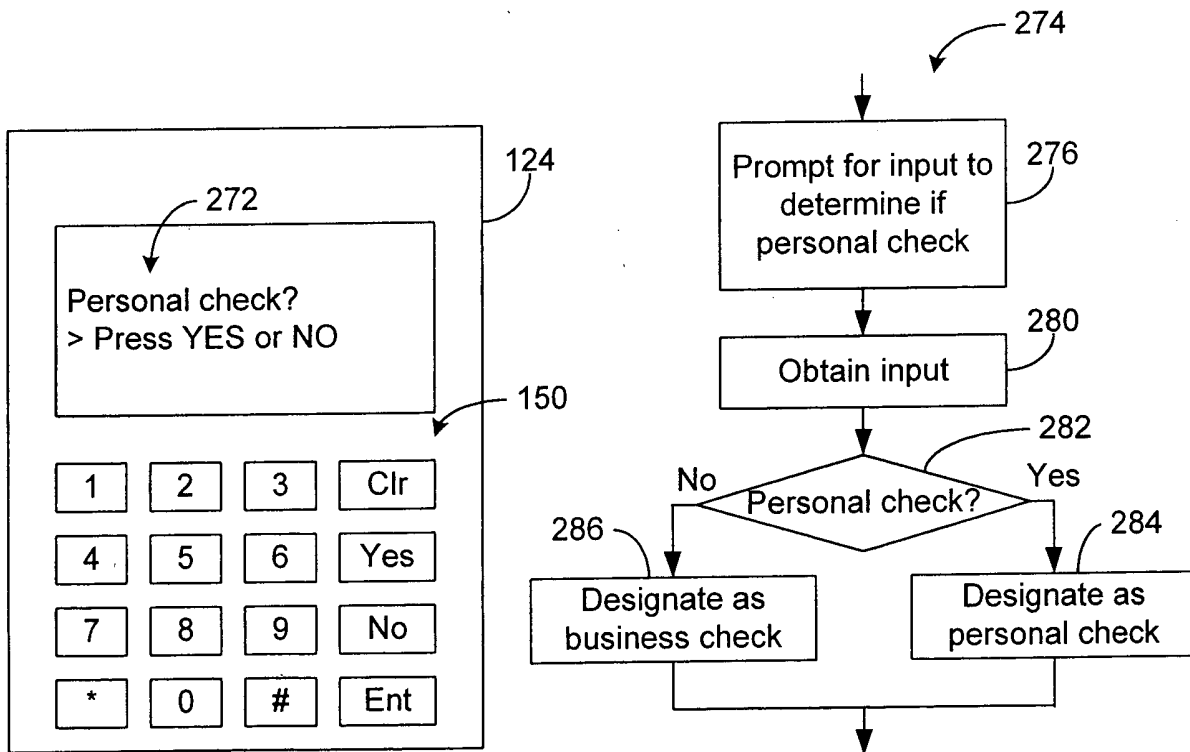 274
124
272
Personal check?
> Press YES or NO
150
1 2 3 Clr
4 5 6 Yes
7 8 9 No
* 0 # Ent
Prompt for input to
determine if
personal check
276
Obtain input
280
282
No
Personal check?
Yes
286
284
Designate as
business check
Designate as
personal check